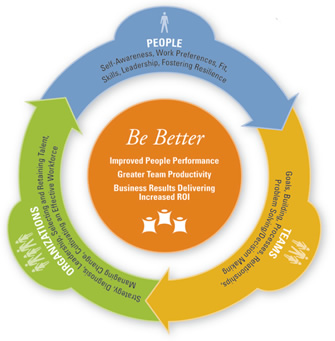 PEOPLE
Self-Awareness, Work Preferences, Fit,
Skills, Leadership, Fostering Resilience
Be Better
Improved People Performance
Greater Team Productivity
Business Results Delivering
Increased ROI
TEAMS
Goals, Building, Processes, Relationships,
Problem Solving/Decision Making
ORGANIZATIONS
Strategy, Diagnosis, Leadership, Selecting and Retaining Talent,
Managing Change, Cultivating an Effective Workforce